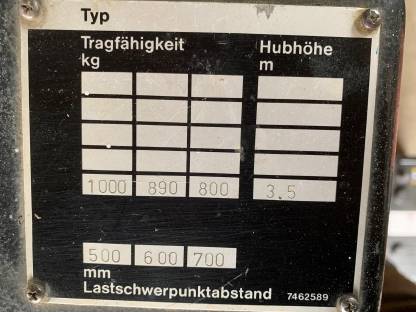 Typ
Tragfähigkeit Hubhöhe
kg m
1000 890 800 3.5
500 600 700
mm
Lastschwerpunktabstand 7462589